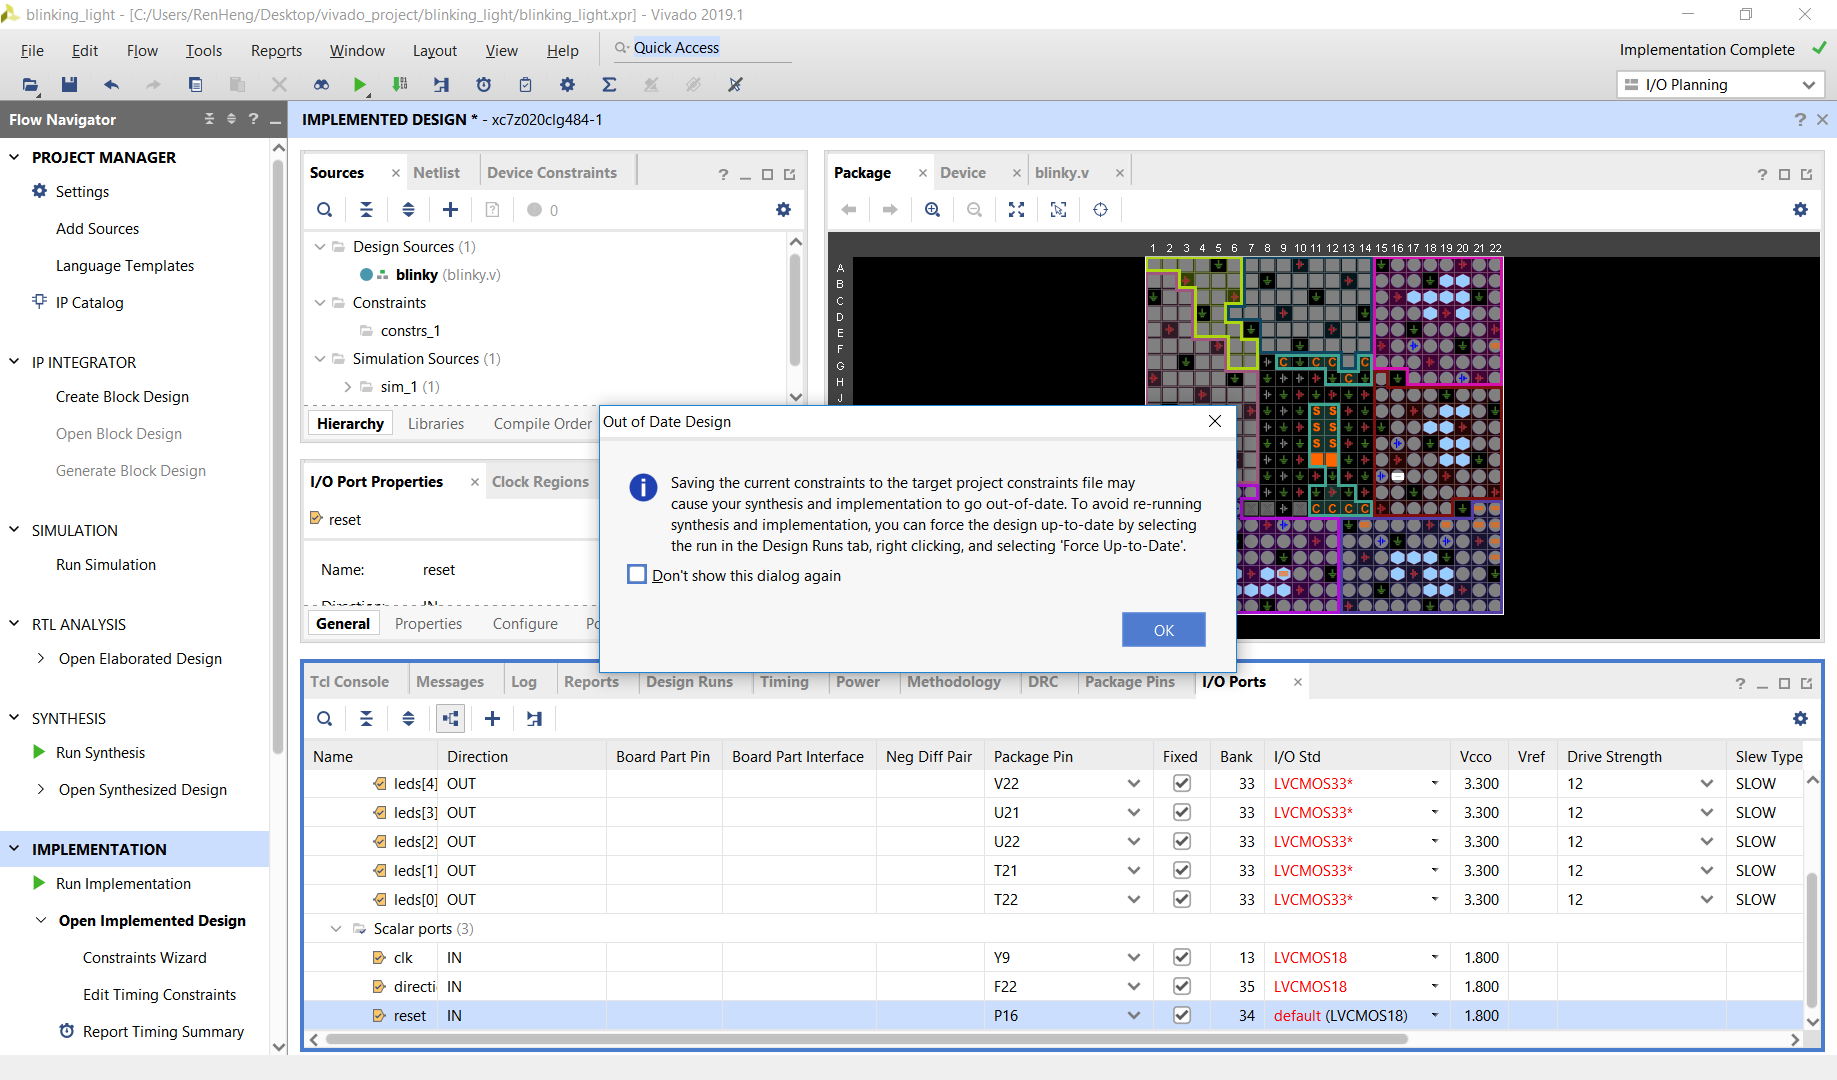 blinking_light - [C:/Users/RenHeng/Desktop/vivado_project/blinking_light/blinking_light.xpr] - Vivado 2019.1
File Edit Flow Tools Reports Window Layout View Help Quick Access
Implementation Complete
I/O Planning
Flow Navigator
IMPLEMENTED DESIGN * - xc7z020clg484-1
PROJECT MANAGER
Settings
Add Sources
Language Templates
IP Catalog
IP INTEGRATOR
Create Block Design
Open Block Design
Generate Block Design
SIMULATION
Run Simulation
RTL ANALYSIS
Open Elaborated Design
SYNTHESIS
Run Synthesis
Open Synthesized Design
IMPLEMENTATION
Run Implementation
Open Implemented Design
Constraints Wizard
Edit Timing Constraints
Report Timing Summary
Sources Netlist Device Constraints
0
Design Sources (1)
blinky (blinky.v)
Constraints
constrs_1
Simulation Sources (1)
sim_1 (1)
Hierarchy Libraries Compile Order
I/O Port Properties Clock Regions
reset
Name: reset
Direction: IN
General Properties Configure Po
Package Device blinky.v
1 2 3 4 5 6 7 8 9 10 11 12 13 14 15 16 17 18 19 20 21 22
A
B
C
D
E
F
G
H
J
C C C C
C
S S
S S
S S
C C C C
Out of Date Design
Saving the current constraints to the target project constraints file may
cause your synthesis and implementation to go out-of-date. To avoid re-running
synthesis and implementation, you can force the design up-to-date by selecting
the run in the Design Runs tab, right clicking, and selecting 'Force Up-to-Date'.
Don't show this dialog again
OK
Tcl Console Messages Log Reports Design Runs Timing Power Methodology DRC Package Pins I/O Ports
Name Direction Board Part Pin Board Part Interface Neg Diff Pair Package Pin Fixed Bank I/O Std Vcco Vref Drive Strength Slew Type
leds[4] OUT V22 33 LVCMOS33* 3.300 12 SLOW
leds[3] OUT U21 33 LVCMOS33* 3.300 12 SLOW
leds[2] OUT U22 33 LVCMOS33* 3.300 12 SLOW
leds[1] OUT T21 33 LVCMOS33* 3.300 12 SLOW
leds[0] OUT T22 33 LVCMOS33* 3.300 12 SLOW
Scalar ports (3)
clk IN Y9 13 LVCMOS18 1.800
directi IN F22 35 LVCMOS18 1.800
reset IN P16 34 default (LVCMOS18) 1.800